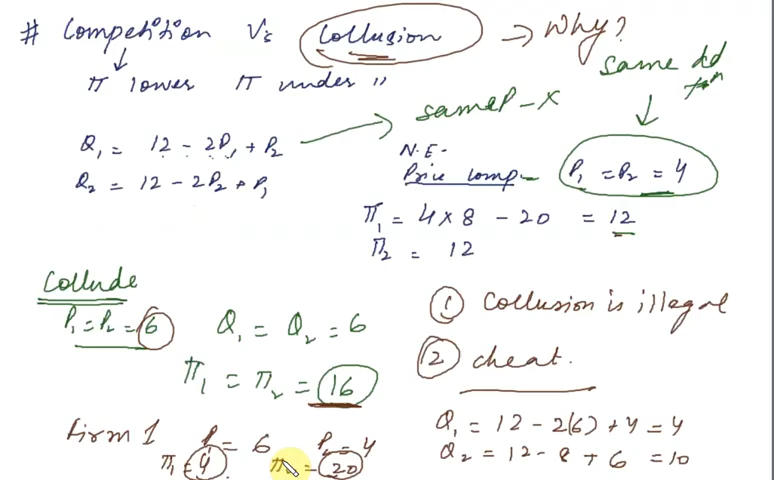 # Competition Vs Collusion → Why?
π lower π under "
same dd
same P - X
Q₁ = 12 - 2P₁ + P₂
Q₂ = 12 - 2P₂ + P₁
N.E-
Price Comp- P₁ = P₂ = 4
π₁ = 4 × 8 - 20 = 12
π₂ = 12
Collude
P₁ = P₂ = 6 Q₁ = Q₂ = 6
π₁ = π₂ = 16
① Collusion is illegal
② cheat.
Firm 1 P = 6 P₂ = 4
π₁ = 4 = 20
Q₁ = 12 - 2(6) + 4 = 4
Q₂ = 12 - 8 + 6 = 10